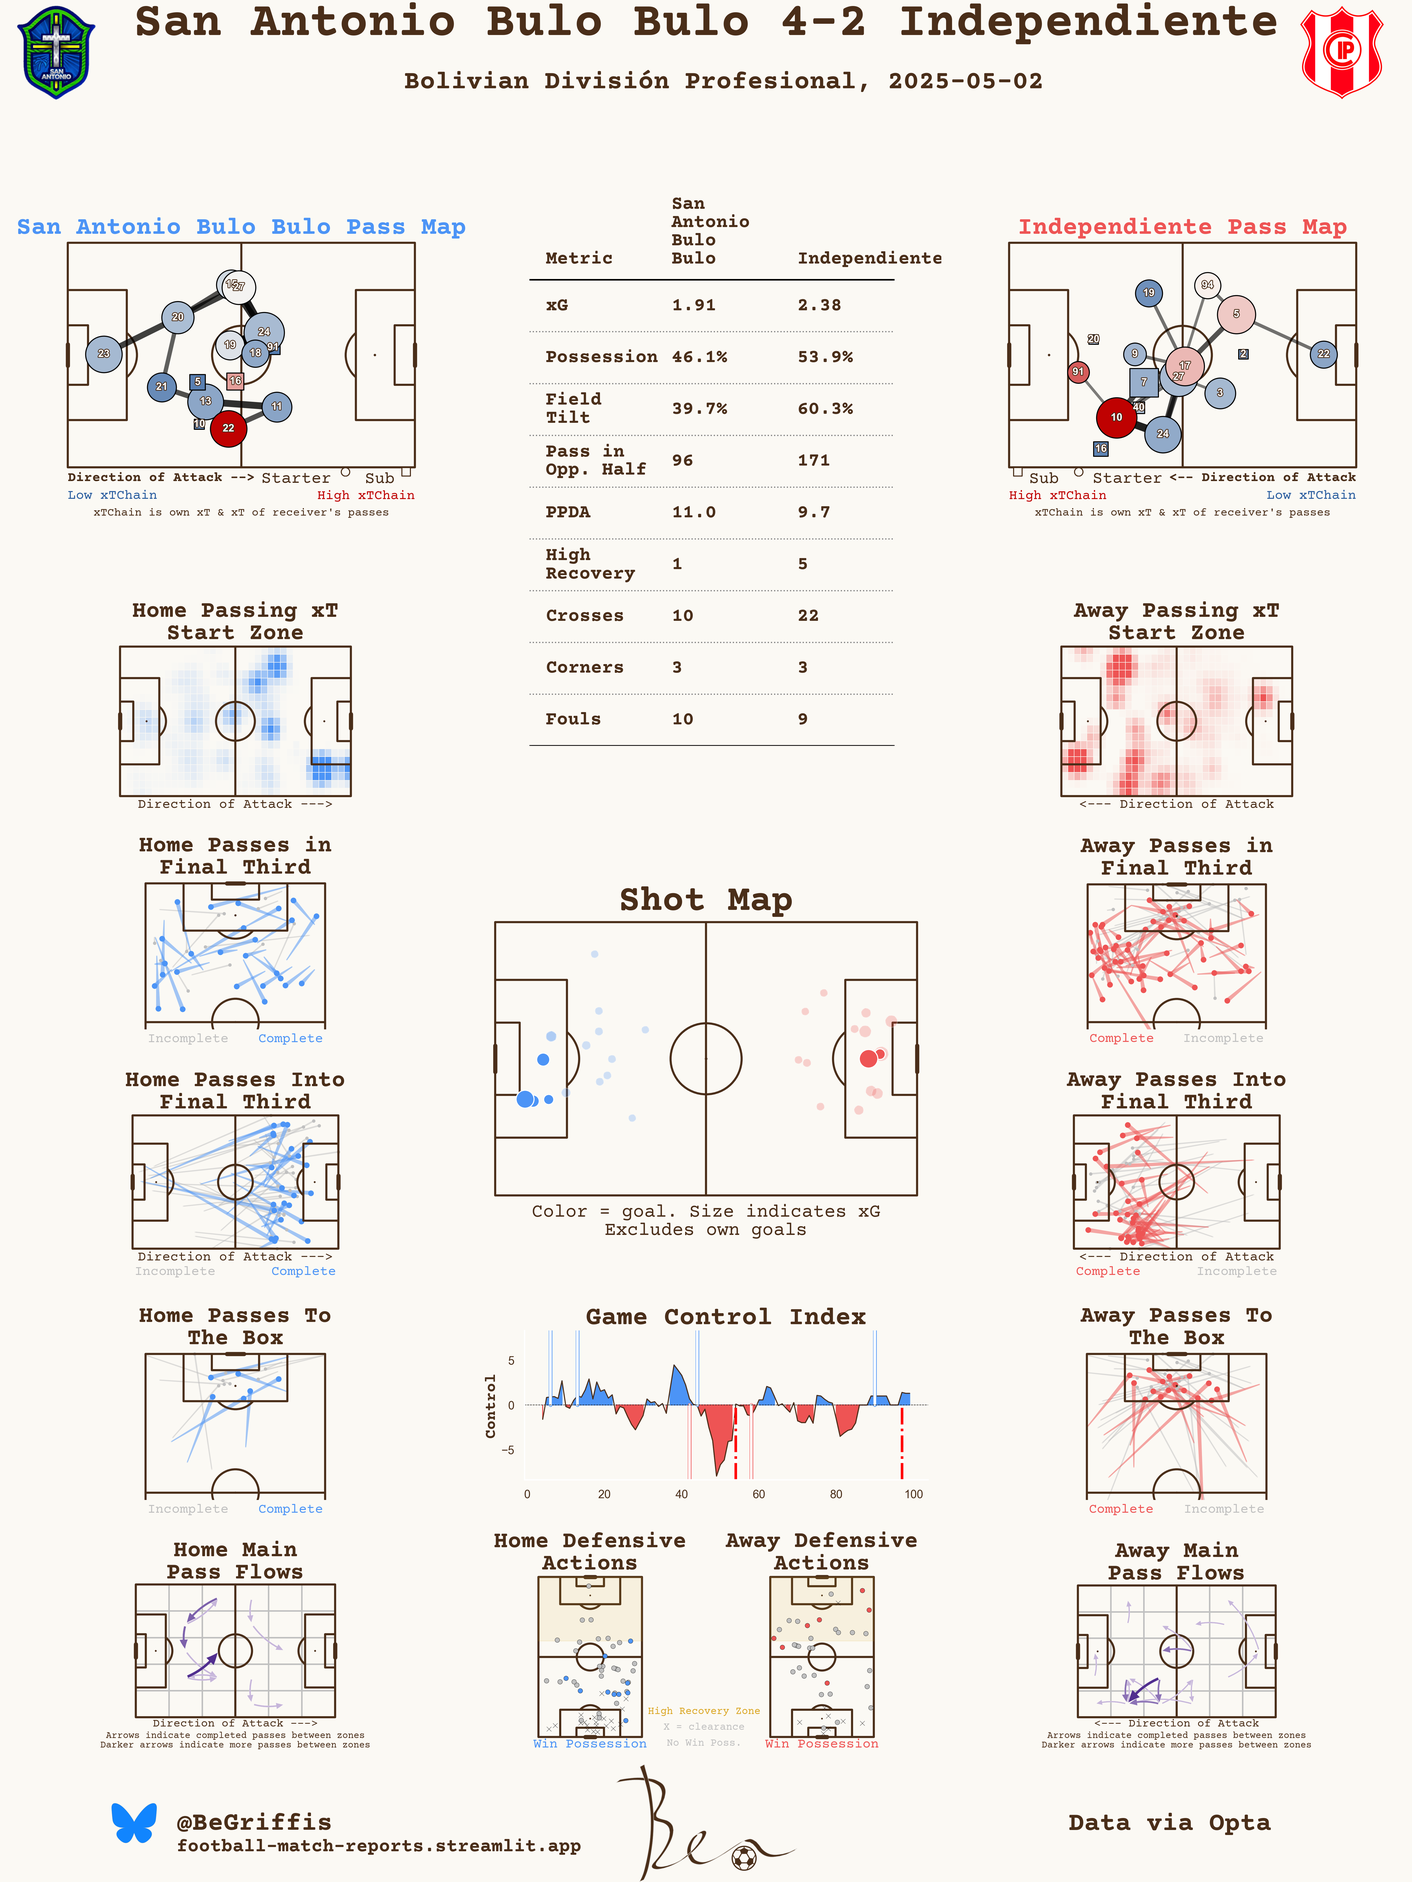 San Antonio Bulo Bulo 4-2 Independiente
Bolivian División Profesional, 2025-05-02
SAN
ANTONIO
CIP
San Antonio Bulo Bulo Pass Map
27
20
24
19
91
18
23
5
16
21
13
11
10
22
Direction of Attack --> Starter Sub
Low xTChain High xTChain
xTChain is own xT & xT of receiver's passes
San
Antonio
Bulo
Metric Bulo Independiente
xG 1.91 2.38
Possession 46.1% 53.9%
Field
Tilt 39.7% 60.3%
Pass in
Opp. Half 96 171
PPDA 11.0 9.7
High
Recovery 1 5
Crosses 10 22
Corners 3 3
Fouls 10 9
Independiente Pass Map
19
94
5
20
9
2
22
17
91
27
7
3
40
10
24
16
Sub Starter <-- Direction of Attack
High xTChain Low xTChain
xTChain is own xT & xT of receiver's passes
Home Passing xT
Start Zone
Direction of Attack --->
Away Passing xT
Start Zone
<--- Direction of Attack
Home Passes in
Final Third
Incomplete Complete
Shot Map
Color = goal. Size indicates xG
Excludes own goals
Away Passes in
Final Third
Complete Incomplete
Home Passes Into
Final Third
Direction of Attack --->
Incomplete Complete
Away Passes Into
Final Third
<--- Direction of Attack
Complete Incomplete
Home Passes To
The Box
Incomplete Complete
Game Control Index
Control
5
0
−5
0 20 40 60 80 100
Away Passes To
The Box
Complete Incomplete
Home Main
Pass Flows
Direction of Attack --->
Arrows indicate completed passes between zones
Darker arrows indicate more passes between zones
Home Defensive
Actions
Win Possession
Away Defensive
Actions
Win Possession
High Recovery Zone
X = clearance
No Win Poss.
Away Main
Pass Flows
<--- Direction of Attack
Arrows indicate completed passes between zones
Darker arrows indicate more passes between zones
@BeGriffis
football-match-reports.streamlit.app
Ben
Data via Opta